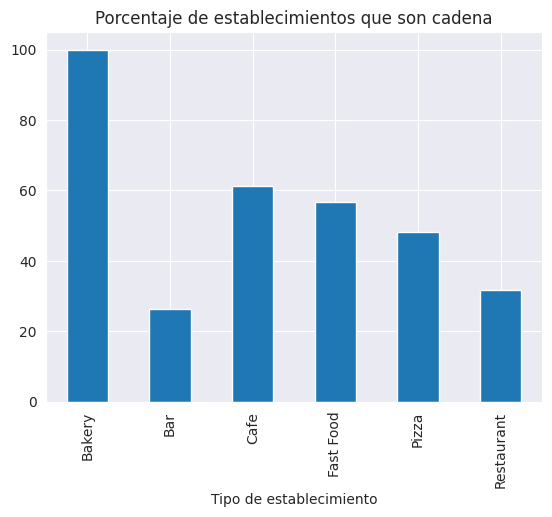 Porcentaje de establecimientos que son cadena
100
80
60
40
20
0
Bakery
Bar
Cafe
Fast Food
Pizza
Restaurant
Tipo de establecimiento